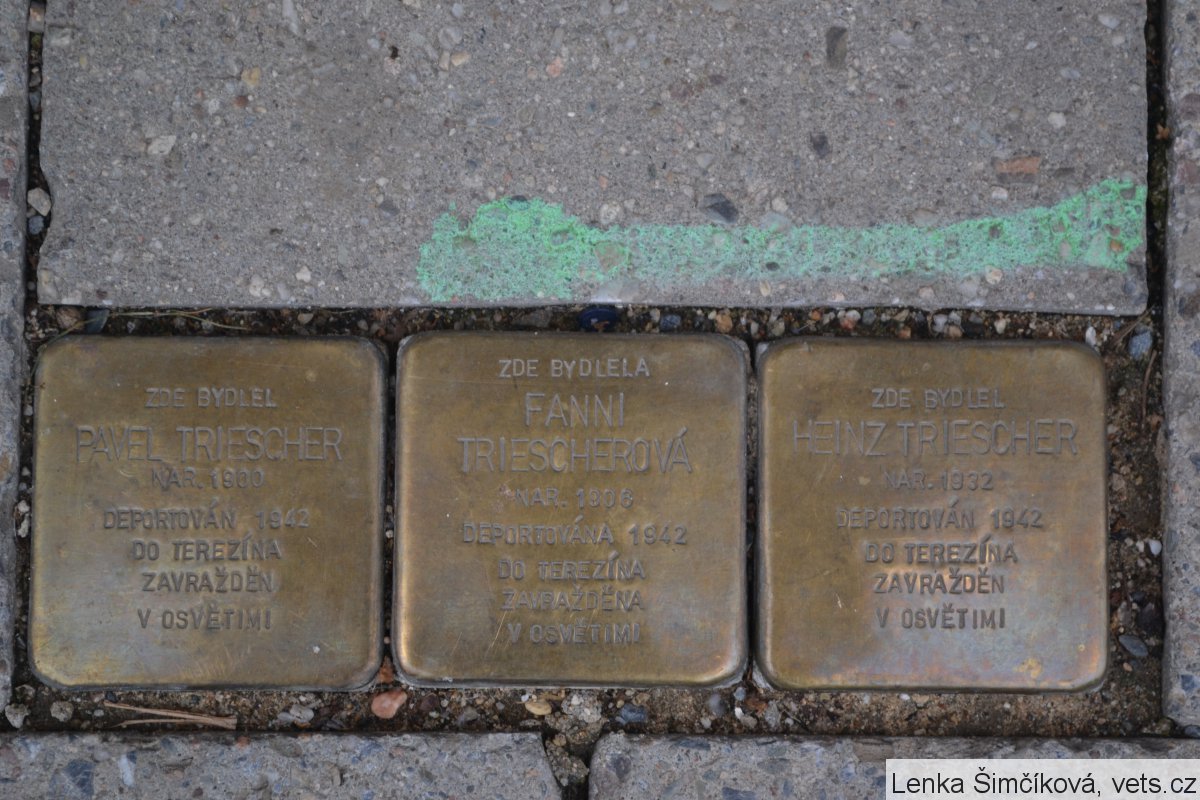 ZDE BYDLEL
PAVEL TRIESCHER
NAR. 1900
DEPORTOVÁN 1942
DO TEREZÍNA
ZAVRAŽDĚN
V OSVĚTIMI
ZDE BYDLELA
FANNI
TRIESCHEROVÁ
NAR. 1906
DEPORTOVÁNA 1942
DO TEREZÍNA
ZAVRAŽDĚNA
V OSVĚTIMI
ZDE BYDLEL
HEINZ TRIESCHER
NAR. 1932
DEPORTOVÁN 1942
DO TEREZÍNA
ZAVRAŽDĚN
V OSVĚTIMI
Lenka Šimčíková, vets.cz